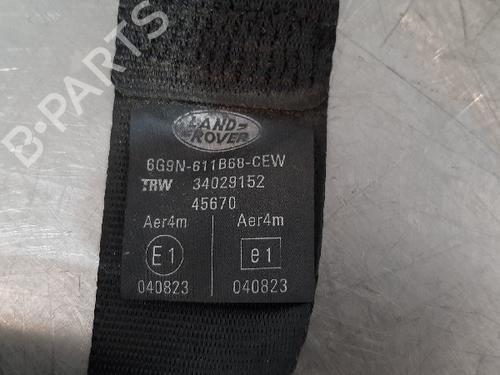 B-PARTS
LAND-
ROVER
6G9N-611B68-CEW
TRW 34029152
45670
Aer4m Aer4m
E1 e1
040823 040823